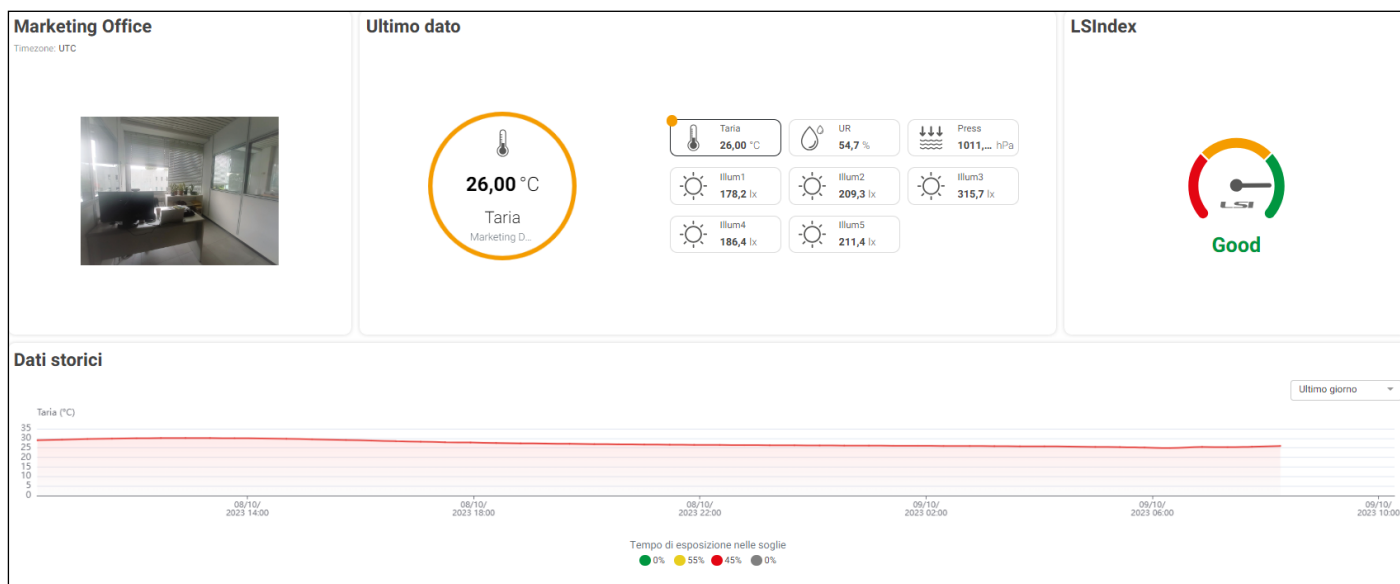 Marketing Office
Timezone: UTC
Ultimo dato
26,00 °C
Taria
Marketing D...
Taria
26,00 °C
UR
54,7 %
Press
1011,... hPa
Illum1
178,2 lx
Illum2
209,3 lx
Illum3
315,7 lx
Illum4
186,4 lx
Illum5
211,4 lx
LSIndex
LSI
Good
Dati storici
Ultimo giorno
Taria (°C)
35
30
25
20
15
10
5
0
08/10/
2023 14:00
08/10/
2023 18:00
08/10/
2023 22:00
09/10/
2023 02:00
09/10/
2023 06:00
09/10/
2023 10:00
Tempo di esposizione nelle soglie
0% 55% 45% 0%